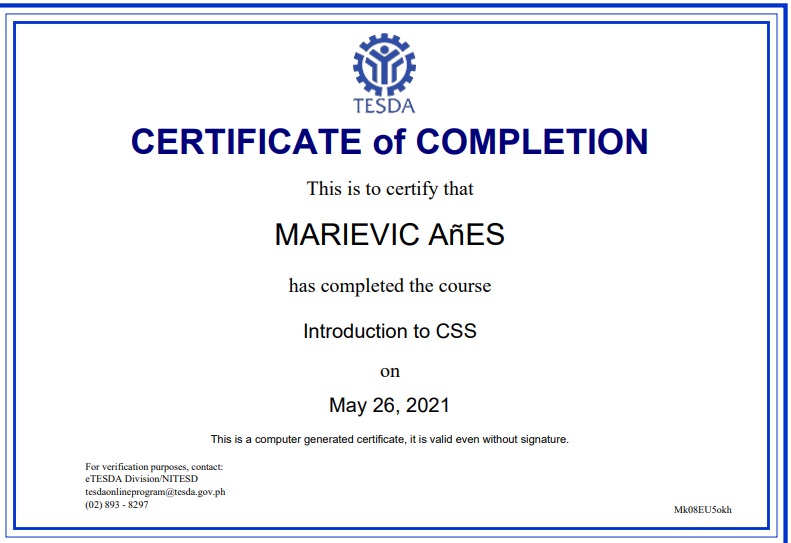 TESDA
CERTIFICATE of COMPLETION
This is to certify that
MARIEVIC AñES
has completed the course
Introduction to CSS
on
May 26, 2021
This is a computer generated certificate, it is valid even without signature.
For verification purposes, contact:
eTESDA Division/NITESD
tesdaonlineprogram@tesda.gov.ph
(02) 893 - 8297
Mk08EU5okh